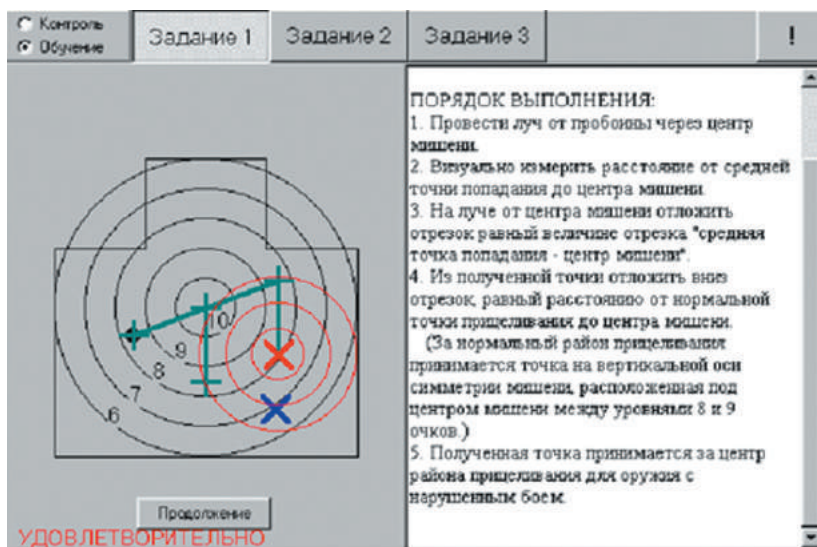 Контроль
Обучение
Задание 1
Задание 2
Задание 3
!
10
9
8
7
6
Продолжение
УДОВЛЕТВОРИТЕЛЬНО
ПОРЯДОК ВЫПОЛНЕНИЯ:
1. Провести луч от пробоины через центр
мишени.
2. Визуально измерить расстояние от средней
точки попадания до центра мишени.
3. На луче от центра мишени отложить
отрезок равный величине отрезка "средняя
точка попадания - центр мишени".
4. Из полученной точки отложить вниз
отрезок, равный расстоянию от нормальной
точки прицеливания до центра мишени.
(За нормальный район прицеливания
принимается точка на вертикальной оси
симметрии мишени, расположенная под
центром мишени между уровнями 8 и 9
очков.)
5. Полученная точка принимается за центр
района прицеливания для оружия с
нарушенным боем.